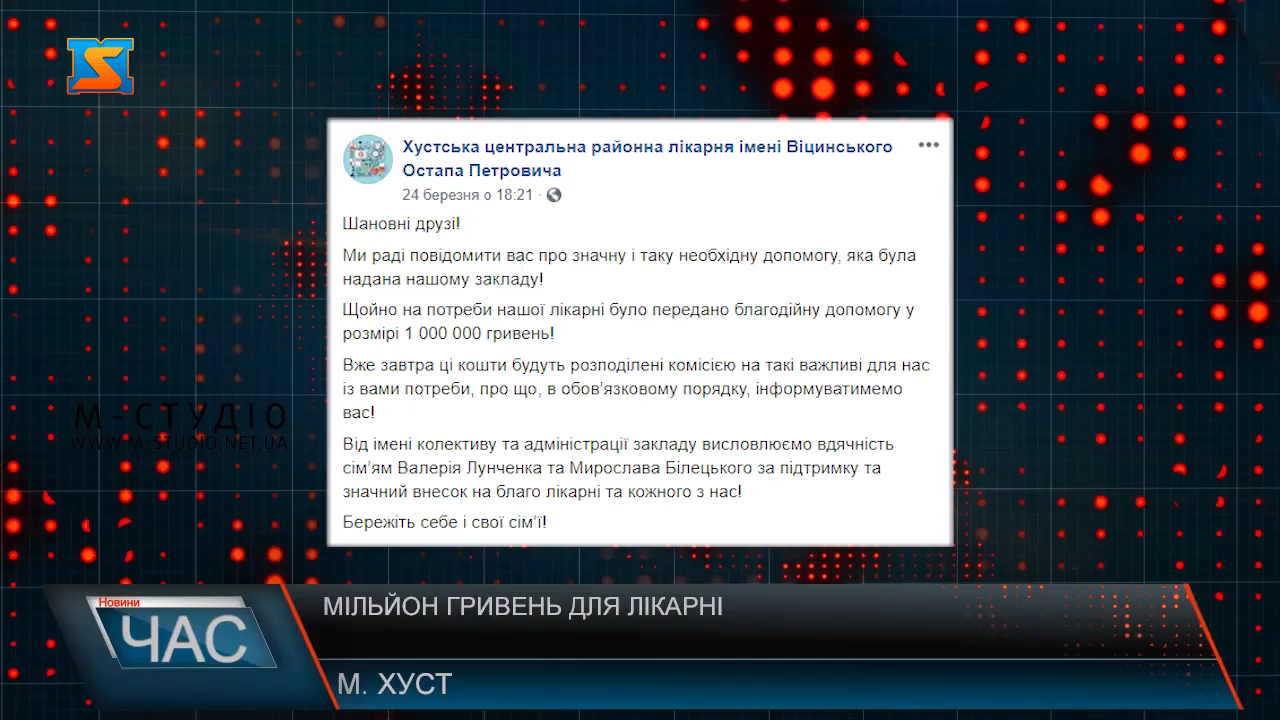 Хустська центральна районна лікарня імені Віцинського
Остапа Петровича
24 березня о 18:21 ·
Шановні друзі!
Ми раді повідомити вас про значну і таку необхідну допомогу, яка була
надана нашому закладу!
Щойно на потреби нашої лікарні було передано благодійну допомогу у
розмірі 1 000 000 гривень!
Вже завтра ці кошти будуть розподілені комісією на такі важливі для нас
із вами потреби, про що, в обов’язковому порядку, інформуватимемо
вас!
Від імені колективу та адміністрації закладу висловлюємо вдячність
сім’ям Валерія Лунченка та Мирослава Білецького за підтримку та
значний внесок на благо лікарні та кожного з нас!
Бережіть себе і свої сім’ї!
М-СТУДІО
WWW.M-STUDIO.NET.UA
Новини
ЧАС
МІЛЬЙОН ГРИВЕНЬ ДЛЯ ЛІКАРНІ
М. ХУСТ